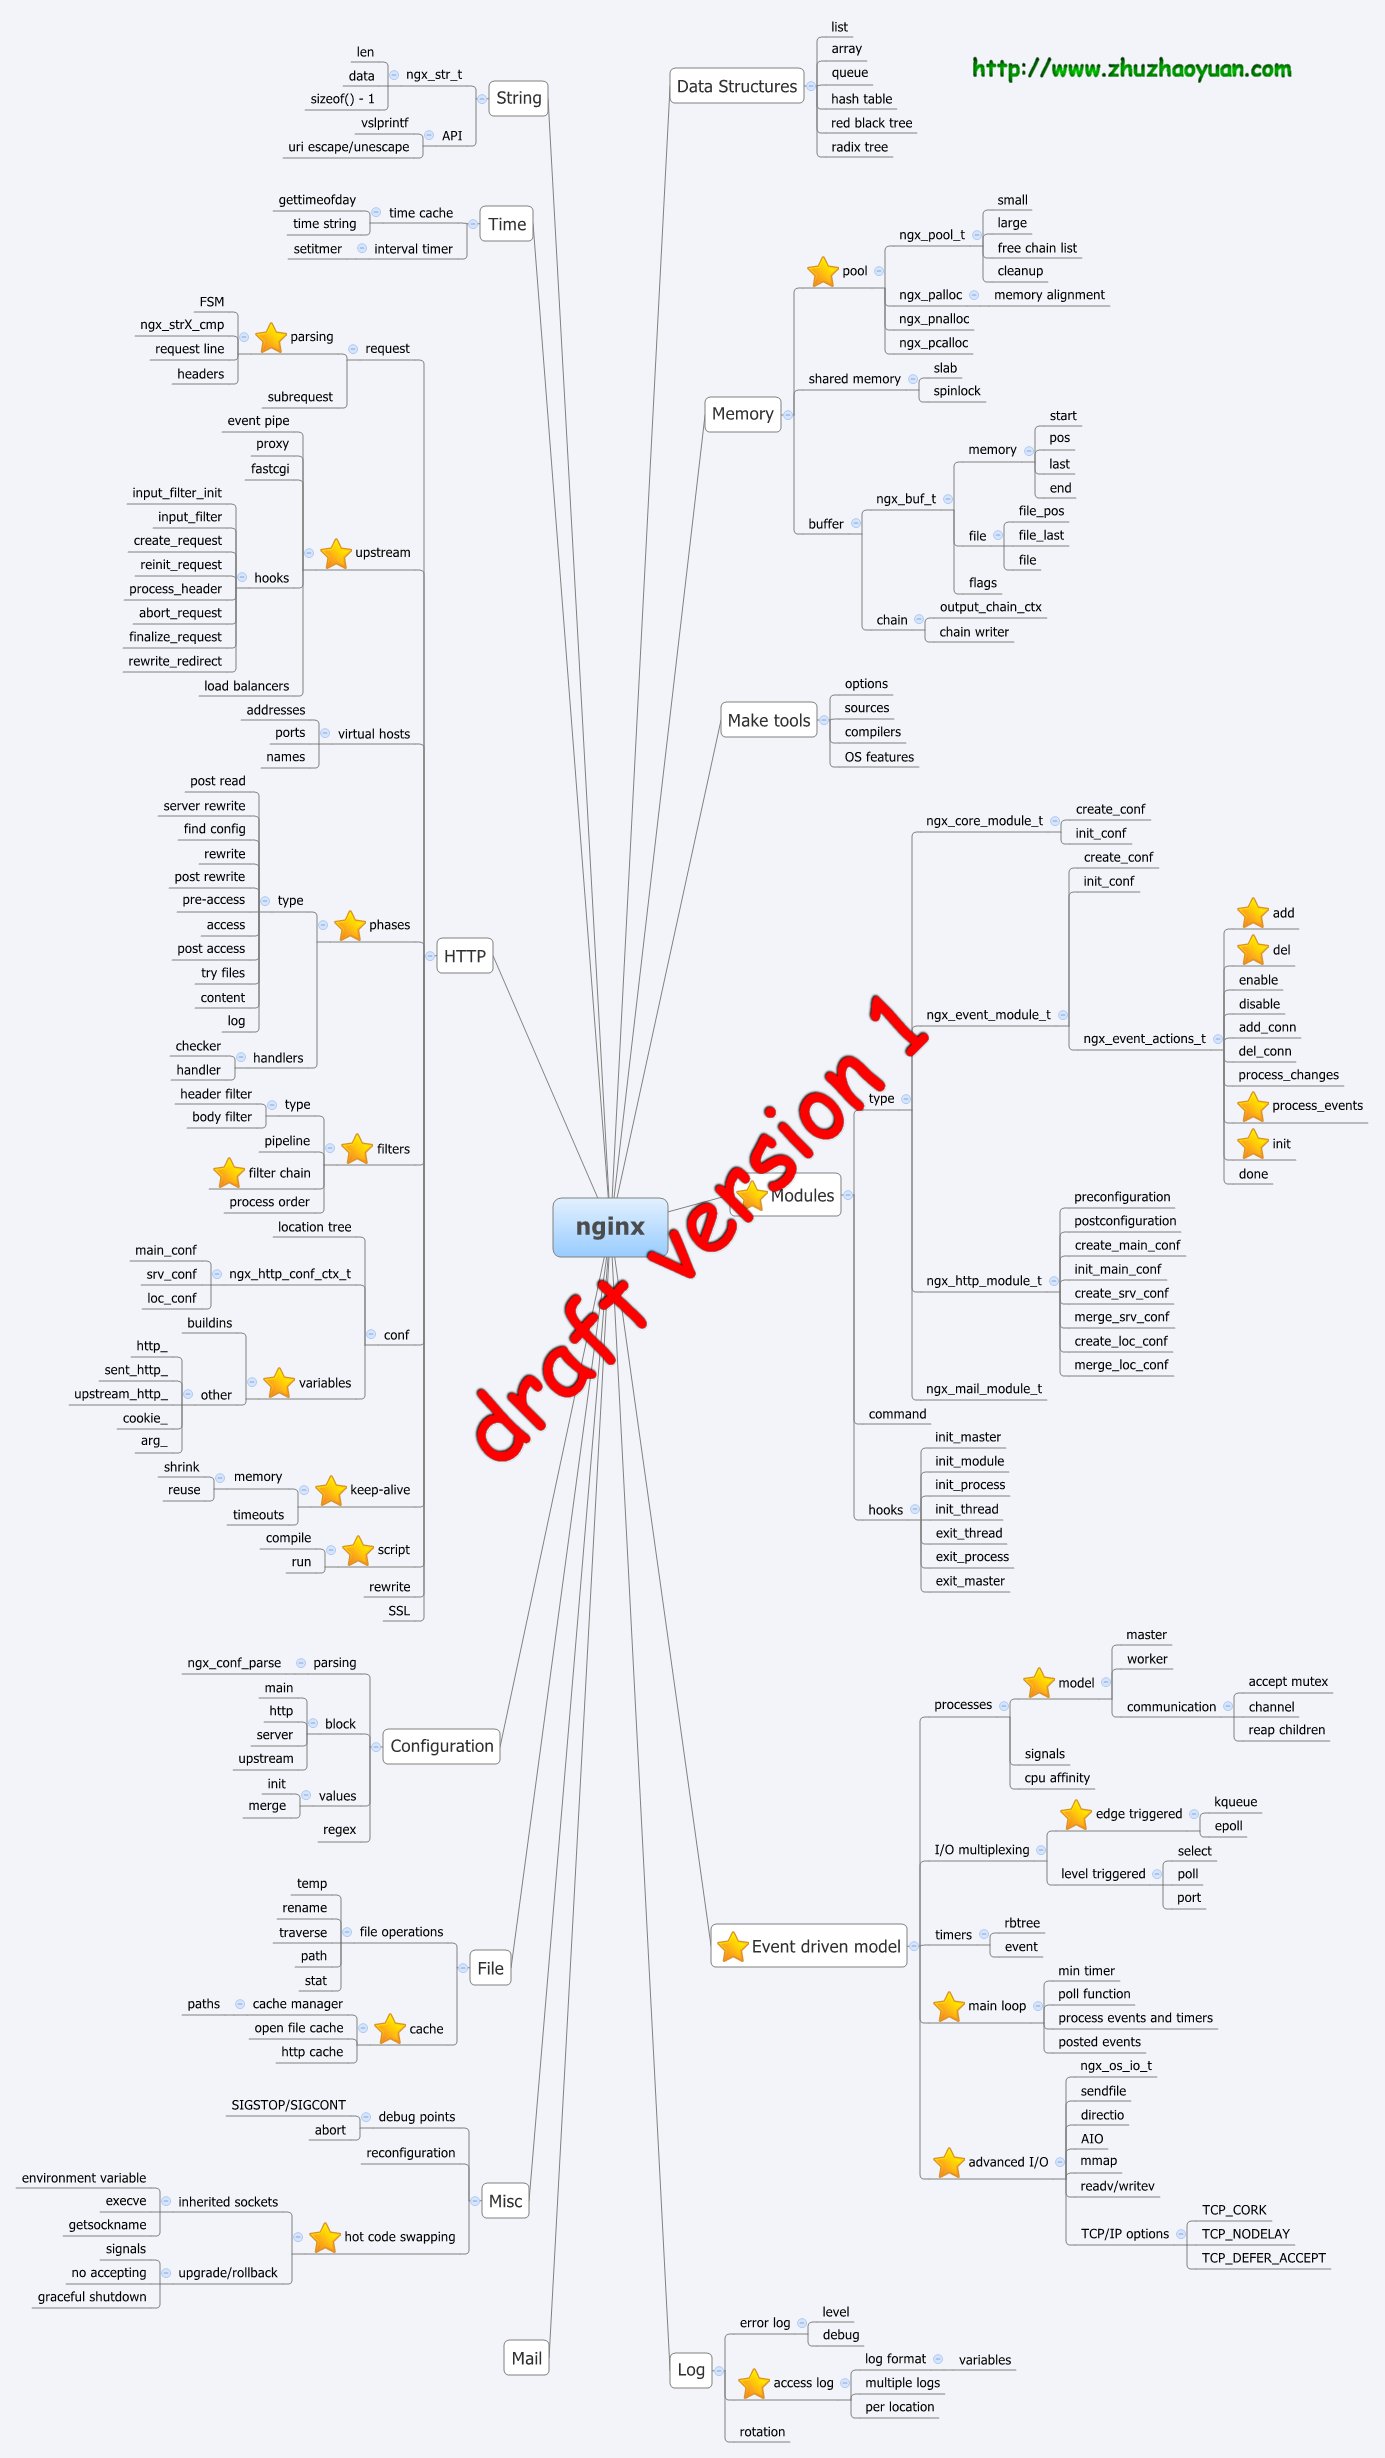 http://www.zhuzhaoyuan.com
nginx
draft version 1
String
ngx_str_t
len
data
sizeof() - 1
API
vslprintf
uri escape/unescape
Time
time cache
gettimeofday
time string
interval timer
setitmer
HTTP
request
parsing
FSM
ngx_strX_cmp
request line
headers
subrequest
upstream
event pipe
proxy
fastcgi
hooks
input_filter_init
input_filter
create_request
reinit_request
process_header
abort_request
finalize_request
rewrite_redirect
load balancers
virtual hosts
addresses
ports
names
phases
type
post read
server rewrite
find config
rewrite
post rewrite
pre-access
access
post access
try files
content
log
handlers
checker
handler
filters
type
header filter
body filter
pipeline
filter chain
process order
conf
location tree
ngx_http_conf_ctx_t
main_conf
srv_conf
loc_conf
variables
buildins
other
http_
sent_http_
upstream_http_
cookie_
arg_
keep-alive
memory
shrink
reuse
timeouts
script
compile
run
rewrite
SSL
Configuration
parsing
ngx_conf_parse
block
main
http
server
upstream
values
init
merge
regex
File
file operations
temp
rename
traverse
path
stat
cache
cache manager
paths
open file cache
http cache
Misc
debug points
SIGSTOP/SIGCONT
abort
reconfiguration
hot code swapping
inherited sockets
environment variable
execve
getsockname
upgrade/rollback
signals
no accepting
graceful shutdown
Mail
Data Structures
list
array
queue
hash table
red black tree
radix tree
Memory
pool
ngx_pool_t
small
large
free chain list
cleanup
ngx_palloc
memory alignment
ngx_pnalloc
ngx_pcalloc
shared memory
slab
spinlock
buffer
ngx_buf_t
memory
start
pos
last
end
file
file_pos
file_last
file
flags
chain
output_chain_ctx
chain writer
Make tools
options
sources
compilers
OS features
Modules
type
ngx_core_module_t
create_conf
init_conf
ngx_event_module_t
create_conf
init_conf
ngx_event_actions_t
add
del
enable
disable
add_conn
del_conn
process_changes
process_events
init
done
ngx_http_module_t
preconfiguration
postconfiguration
create_main_conf
init_main_conf
create_srv_conf
merge_srv_conf
create_loc_conf
merge_loc_conf
ngx_mail_module_t
command
hooks
init_master
init_module
init_process
init_thread
exit_thread
exit_process
exit_master
Event driven model
processes
model
master
worker
communication
accept mutex
channel
reap children
signals
cpu affinity
I/O multiplexing
edge triggered
kqueue
epoll
level triggered
select
poll
port
timers
rbtree
event
main loop
min timer
poll function
process events and timers
posted events
advanced I/O
ngx_os_io_t
sendfile
directio
AIO
mmap
readv/writev
TCP/IP options
TCP_CORK
TCP_NODELAY
TCP_DEFER_ACCEPT
Log
error log
level
debug
access log
log format
variables
multiple logs
per location
rotation